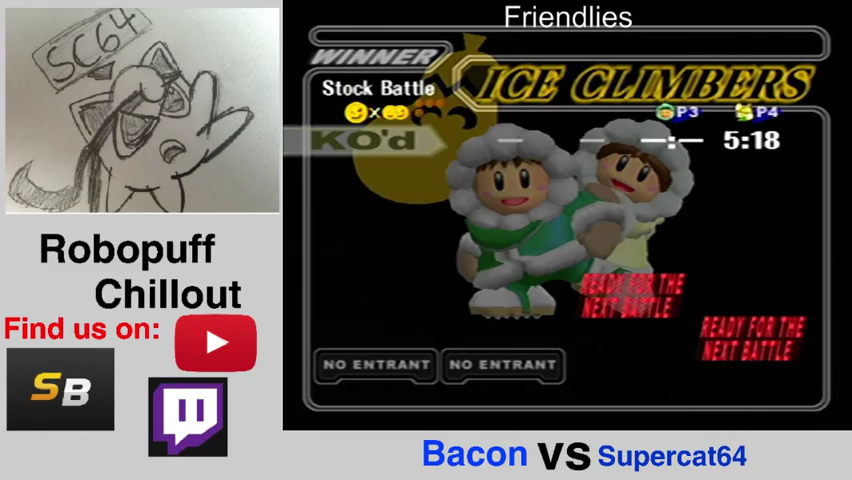 Friendlies
SC64
WINNER
ICE CLIMBERS
Stock Battle
x
P3
P4
KO'd
— — —:— 5:18
Robopuff
Chillout
READY FOR THE
NEXT BATTLE
READY FOR THE
NEXT BATTLE
Find us on:
NO ENTRANT
NO ENTRANT
SB
Bacon VS Supercat64